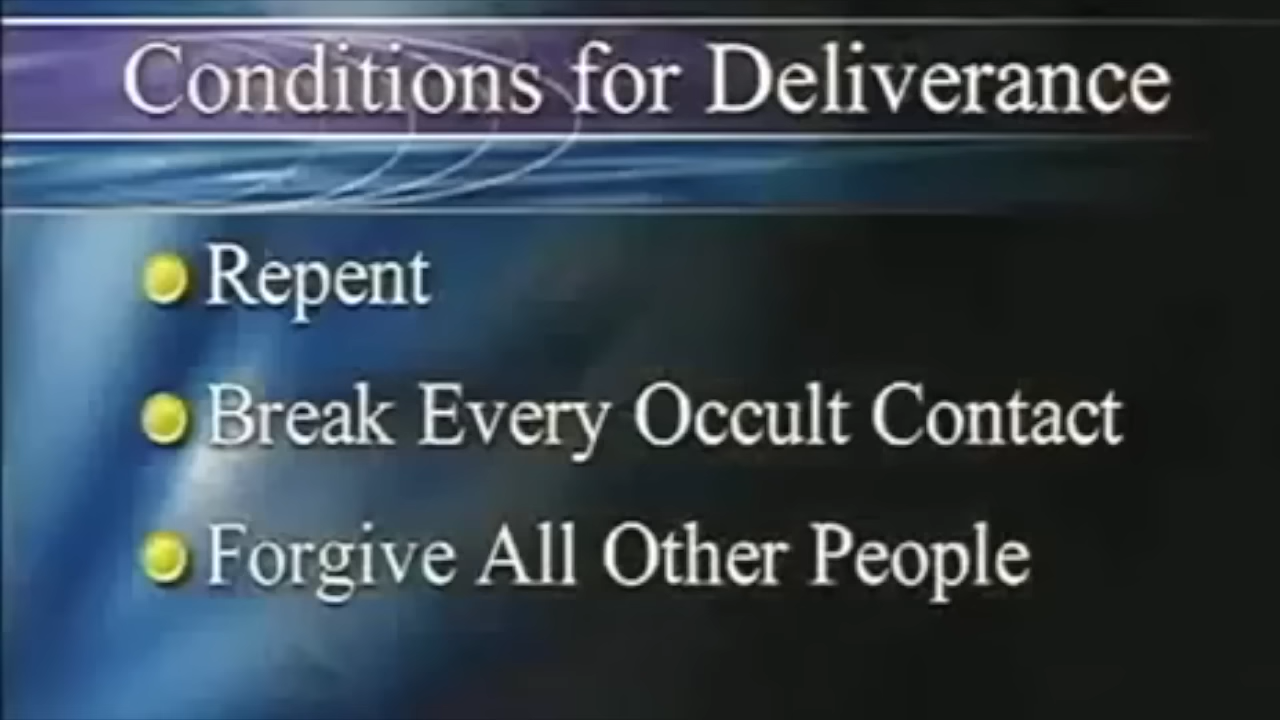 Conditions for Deliverance
Repent
Break Every Occult Contact
Forgive All Other People